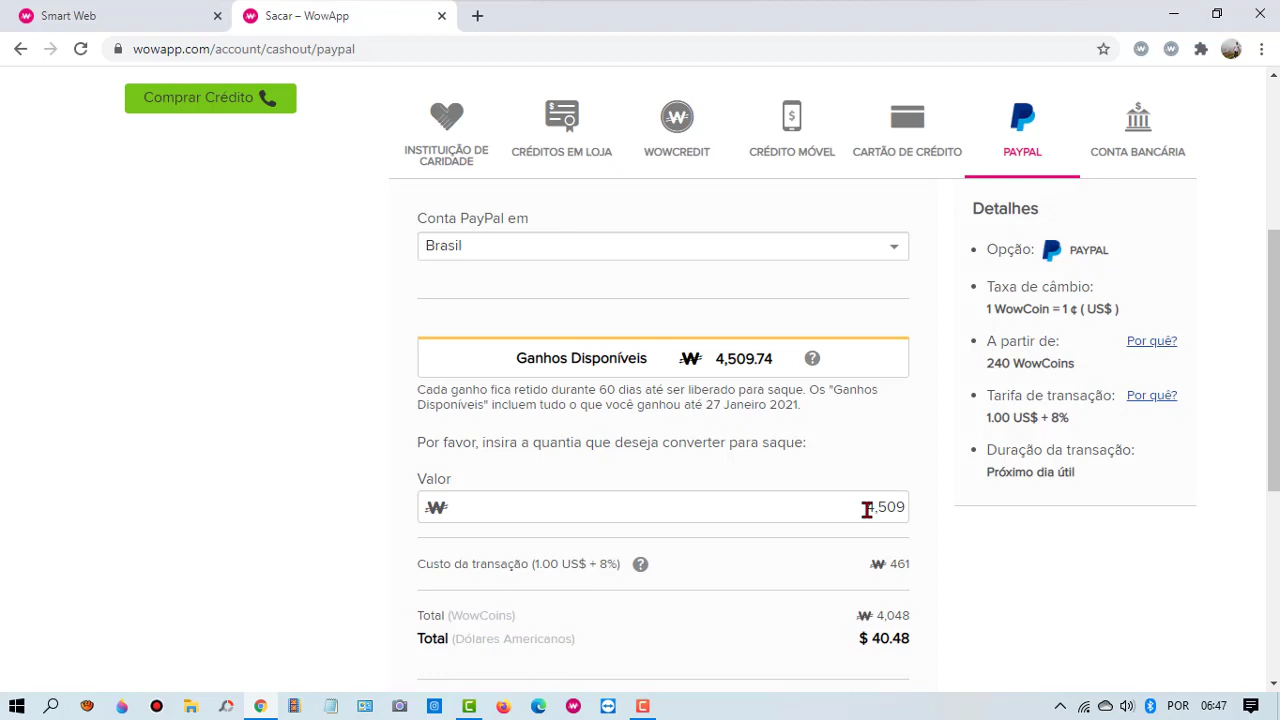 Smart Web
Sacar – WowApp
wowapp.com/account/cashout/paypal
Comprar Crédito
INSTITUIÇÃO DE
CARIDADE
CRÉDITOS EM LOJA
WOWCREDIT
CRÉDITO MÓVEL
CARTÃO DE CRÉDITO
PAYPAL
CONTA BANCÁRIA
Conta PayPal em
Brasil
Ganhos Disponíveis 4,509.74 ?
Cada ganho fica retido durante 60 dias até ser liberado para saque. Os "Ganhos
Disponíveis" incluem tudo o que você ganhou até 27 Janeiro 2021.
Por favor, insira a quantia que deseja converter para saque:
Valor
4,509
Custo da transação (1.00 US$ + 8%) ? 461
Total (WowCoins) 4,048
Total (Dólares Americanos) $ 40.48
Detalhes
Opção: PAYPAL
Taxa de câmbio:
1 WowCoin = 1 ¢ ( US$ )
A partir de: Por quê?
240 WowCoins
Tarifa de transação: Por quê?
1.00 US$ + 8%
Duração da transação:
Próximo dia útil
POR 06:47